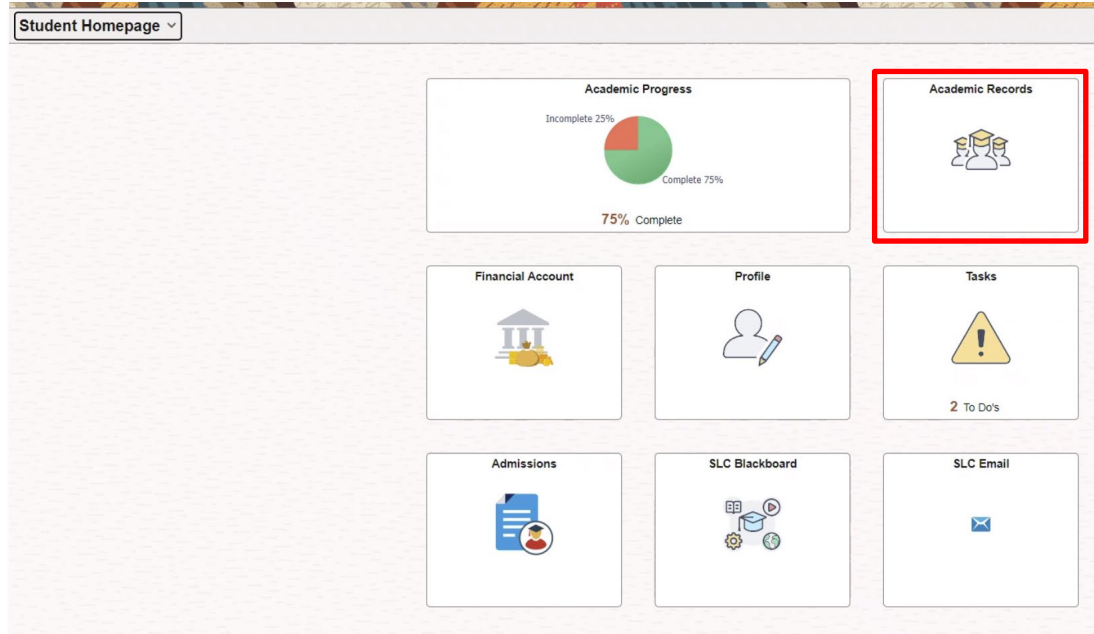 Student Homepage
Academic Progress
Incomplete 25%
Complete 75%
75% Complete
Academic Records
Financial Account
Profile
Tasks
2 To Do's
Admissions
SLC Blackboard
SLC Email